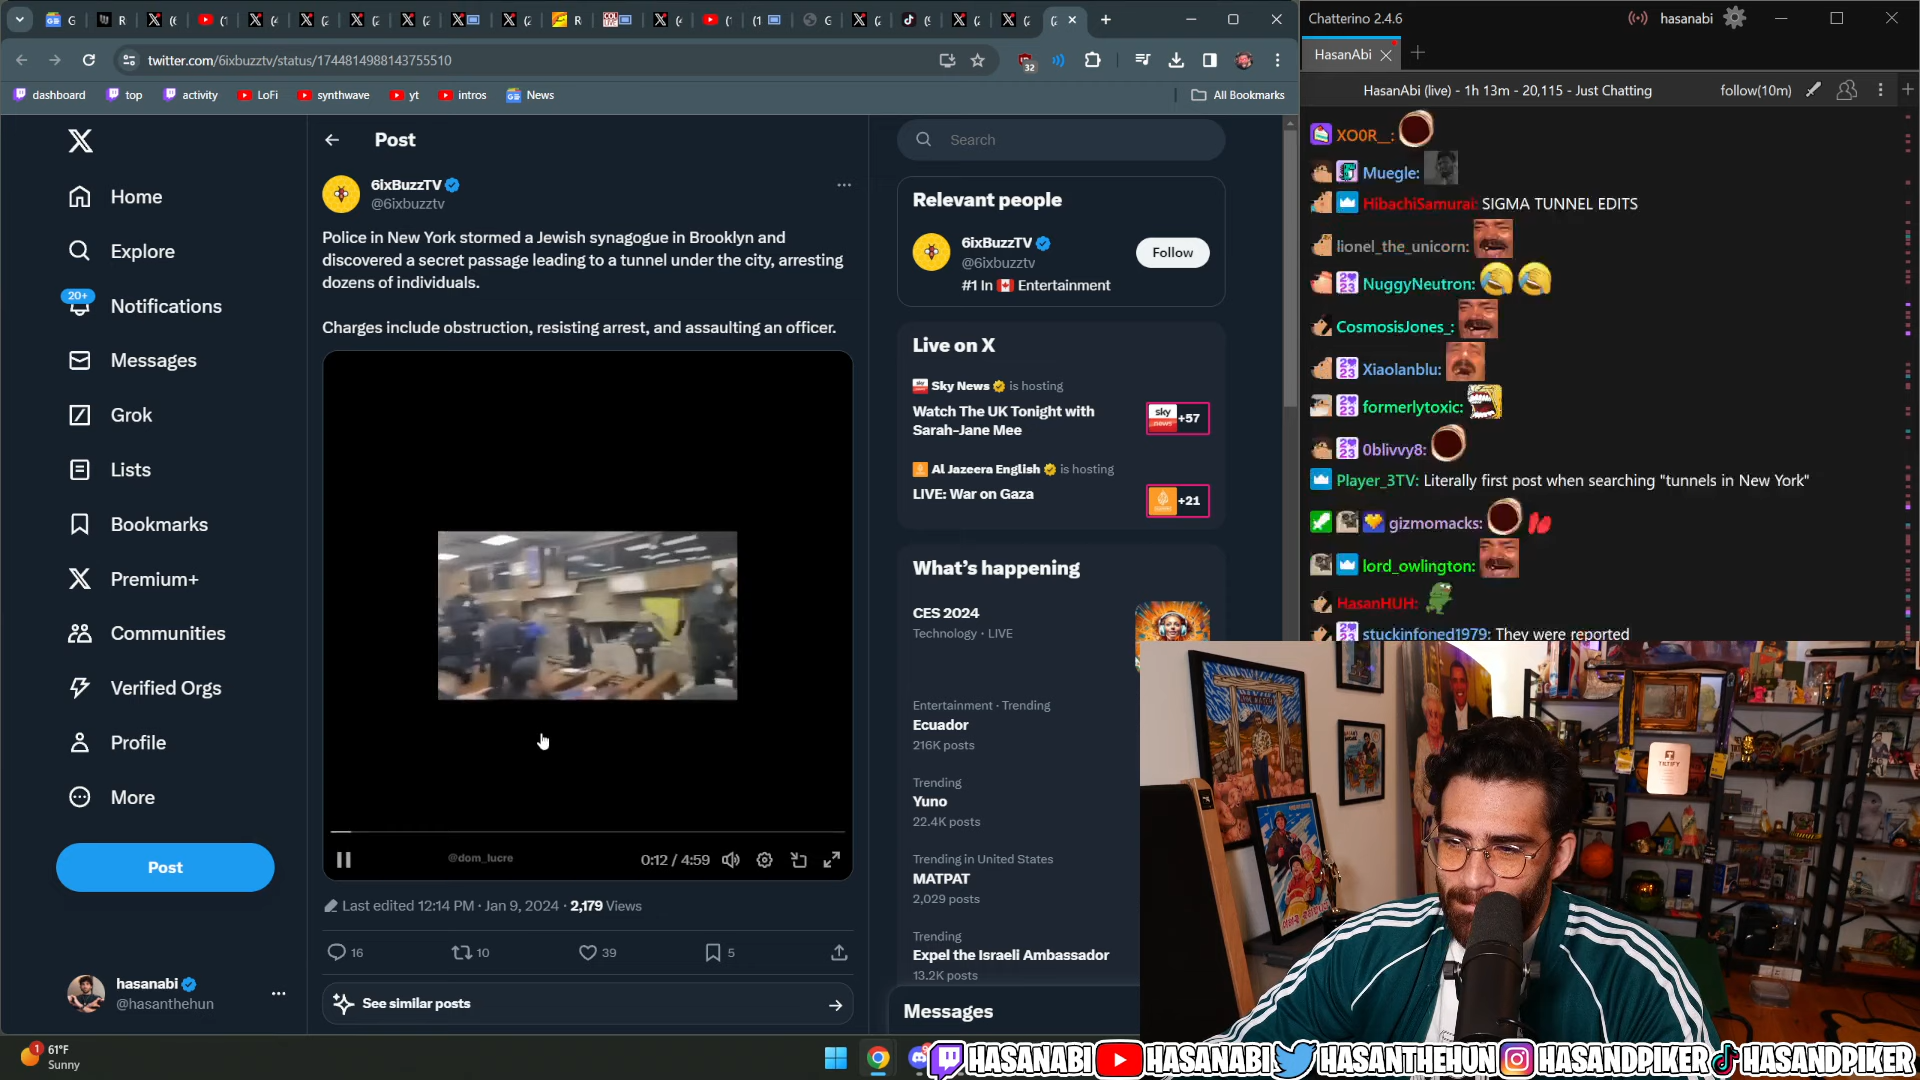 twitter.com/6ixbuzztv/status/1744814988143755510
32
dashboard
top
activity
LoFi
synthwave
yt
intros
News
All Bookmarks
Post
Home
Explore
20+
Notifications
Messages
Grok
Lists
Bookmarks
Premium+
Communities
Verified Orgs
Profile
More
Post
hasanabi
@hasanthehun
6ixBuzzTV
@6ixbuzztv
Police in New York stormed a Jewish synagogue in Brooklyn and
discovered a secret passage leading to a tunnel under the city, arresting
dozens of individuals.
Charges include obstruction, resisting arrest, and assaulting an officer.
@dom_lucre
0:12 / 4:59
Last edited 12:14 PM · Jan 9, 2024 · 2,179 Views
16
10
39
5
See similar posts
Search
Relevant people
6ixBuzzTV
@6ixbuzztv
Follow
#1 In Entertainment
Live on X
Sky News is hosting
Watch The UK Tonight with
Sarah-Jane Mee
sky news +57
Al Jazeera English is hosting
LIVE: War on Gaza
+21
What's happening
CES 2024
Technology · LIVE
Entertainment · Trending
Ecuador
216K posts
Trending
Yuno
22.4K posts
Trending in United States
MATPAT
2,029 posts
Trending
Expel the Israeli Ambassador
13.2K posts
Messages
Chatterino 2.4.6
hasanabi
HasanAbi
HasanAbi (live) - 1h 13m - 20,115 - Just Chatting
follow(10m)
XO0R__:
Muegle:
HibachiSamurai: SIGMA TUNNEL EDITS
lionel_the_unicorn:
NuggyNeutron:
CosmosisJones_:
Xiaolanblu:
formerlytoxic:
0blivvy8:
Player_3TV: Literally first post when searching "tunnels in New York"
gizmomacks:
lord_owlington:
HasanHUH:
stuckinfoned1979: They were reported
TILTIFY
1
61°F
Sunny
HASANABI
HASANABI
HASANTHEHUN
HASANDPIKER
HASANDPIKER